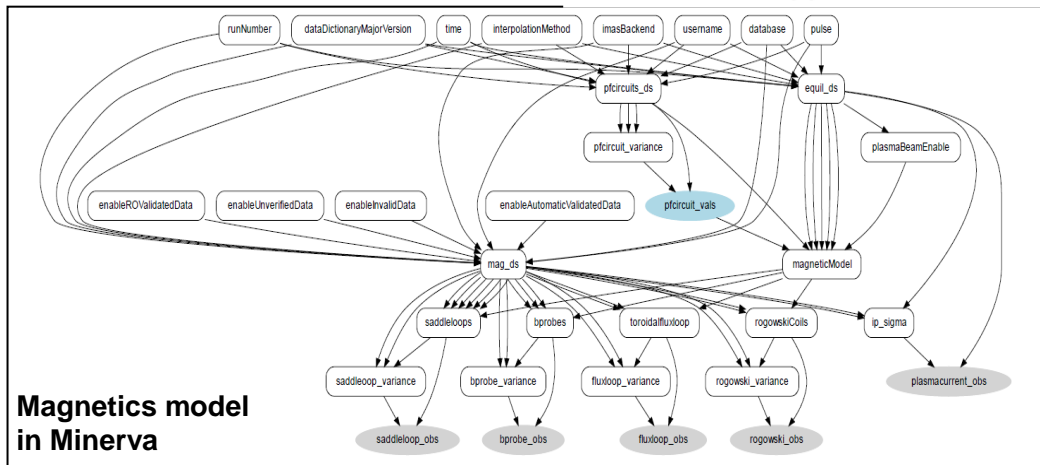 runNumber dataDictionaryMajorVersion time interpolationMethod imasBackend username database pulse
pfcircuits_ds equil_ds
pfcircuit_variance plasmaBeamEnable
enableROValidatedData enableUnverifiedData enableInvalidData enableAutomaticValidatedData pfcircuit_vals
mag_ds magneticModel
saddleloops bprobes toroidalfluxloop rogowskiCoils ip_sigma
saddleoop_variance bprobe_variance fluxloop_variance rogowski_variance plasmacurrent_obs
saddleloop_obs bprobe_obs fluxloop_obs rogowski_obs
Magnetics model
in Minerva